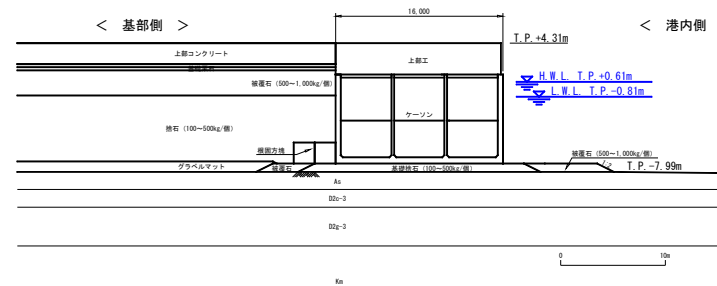 16,000
＜ 基部側 ＞
＜ 港内側
T.P.+4.31m
上部コンクリート
上部工
H.W.L. T.P.+0.61m
被覆石 (500～1,000kg/個)
L.W.L. T.P.-0.81m
ケーソン
捨石 (100～500kg/個)
根固方塊
被覆石 (500～1,000kg/個)
グラベルマット
被覆石
基礎捨石 (100～500kg/個)
T.P.-7.99m
As
D2c-3
D2g-3
0
10m
Km